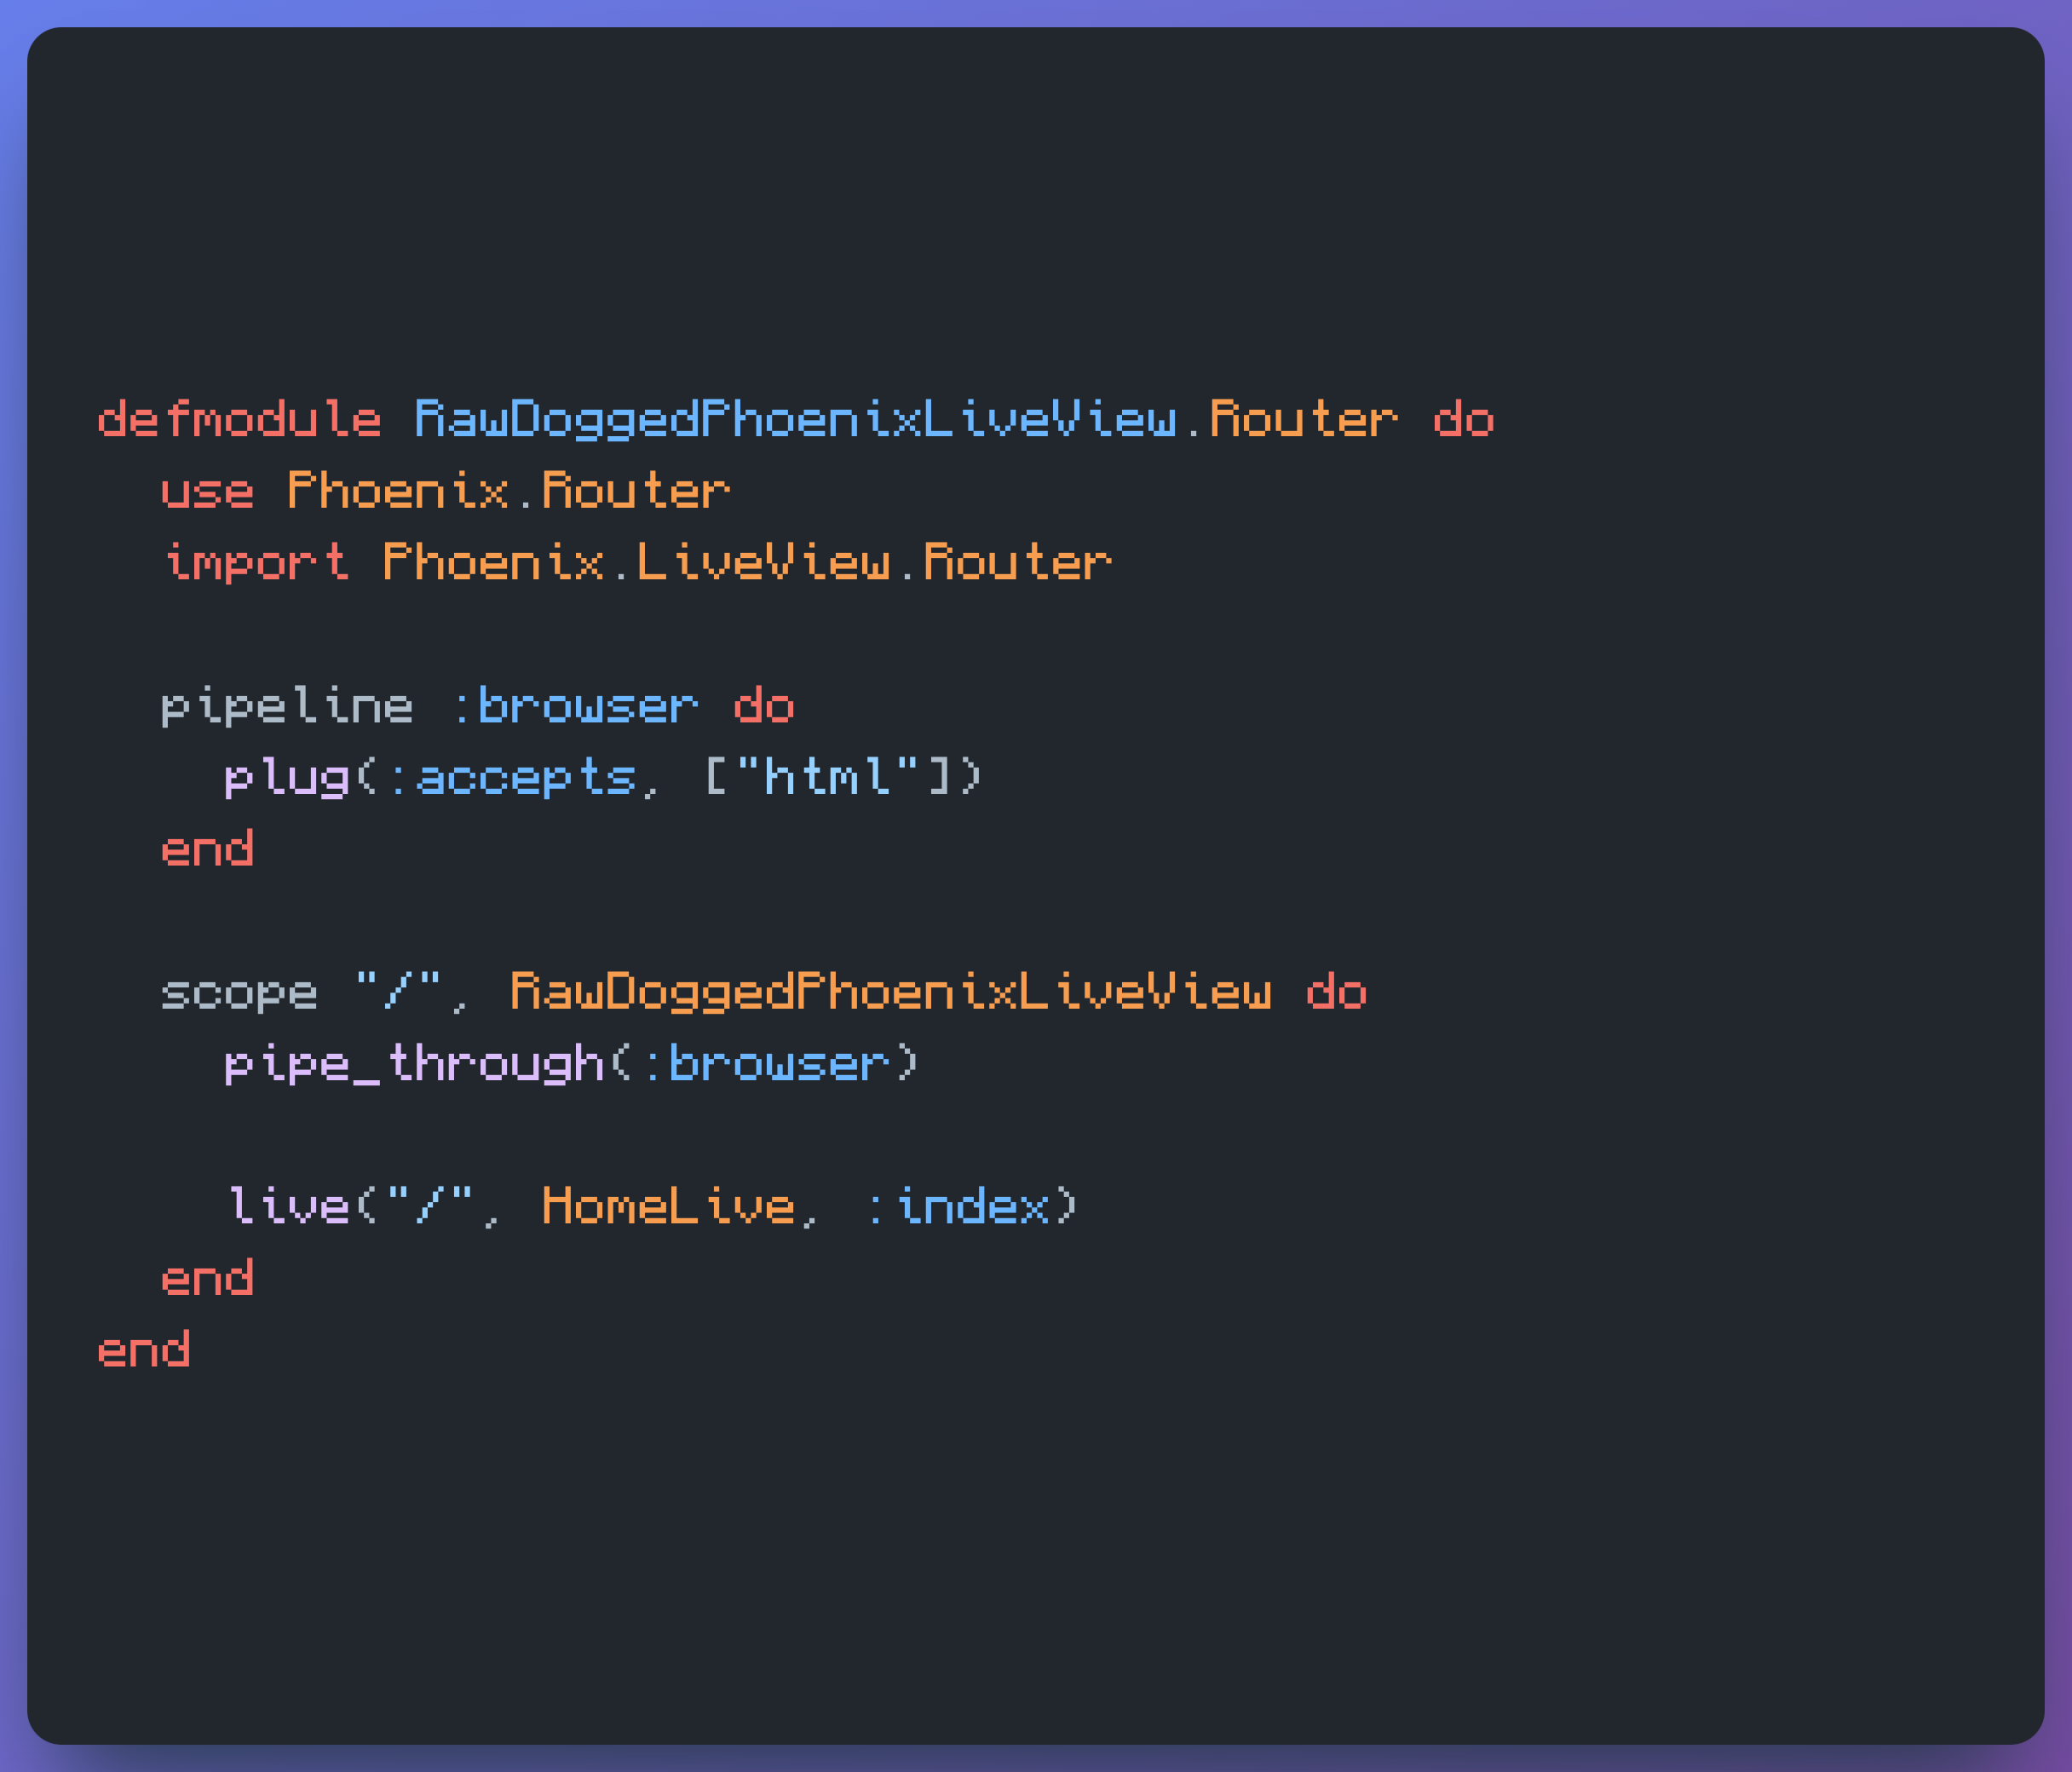 defmodule RawDoggedPhoenixLiveView.Router do
  use Phoenix.Router
  import Phoenix.LiveView.Router

  pipeline :browser do
    plug(:accepts, ["html"])
  end

  scope "/", RawDoggedPhoenixLiveView do
    pipe_through(:browser)

    live("/", HomeLive, :index)
  end
end